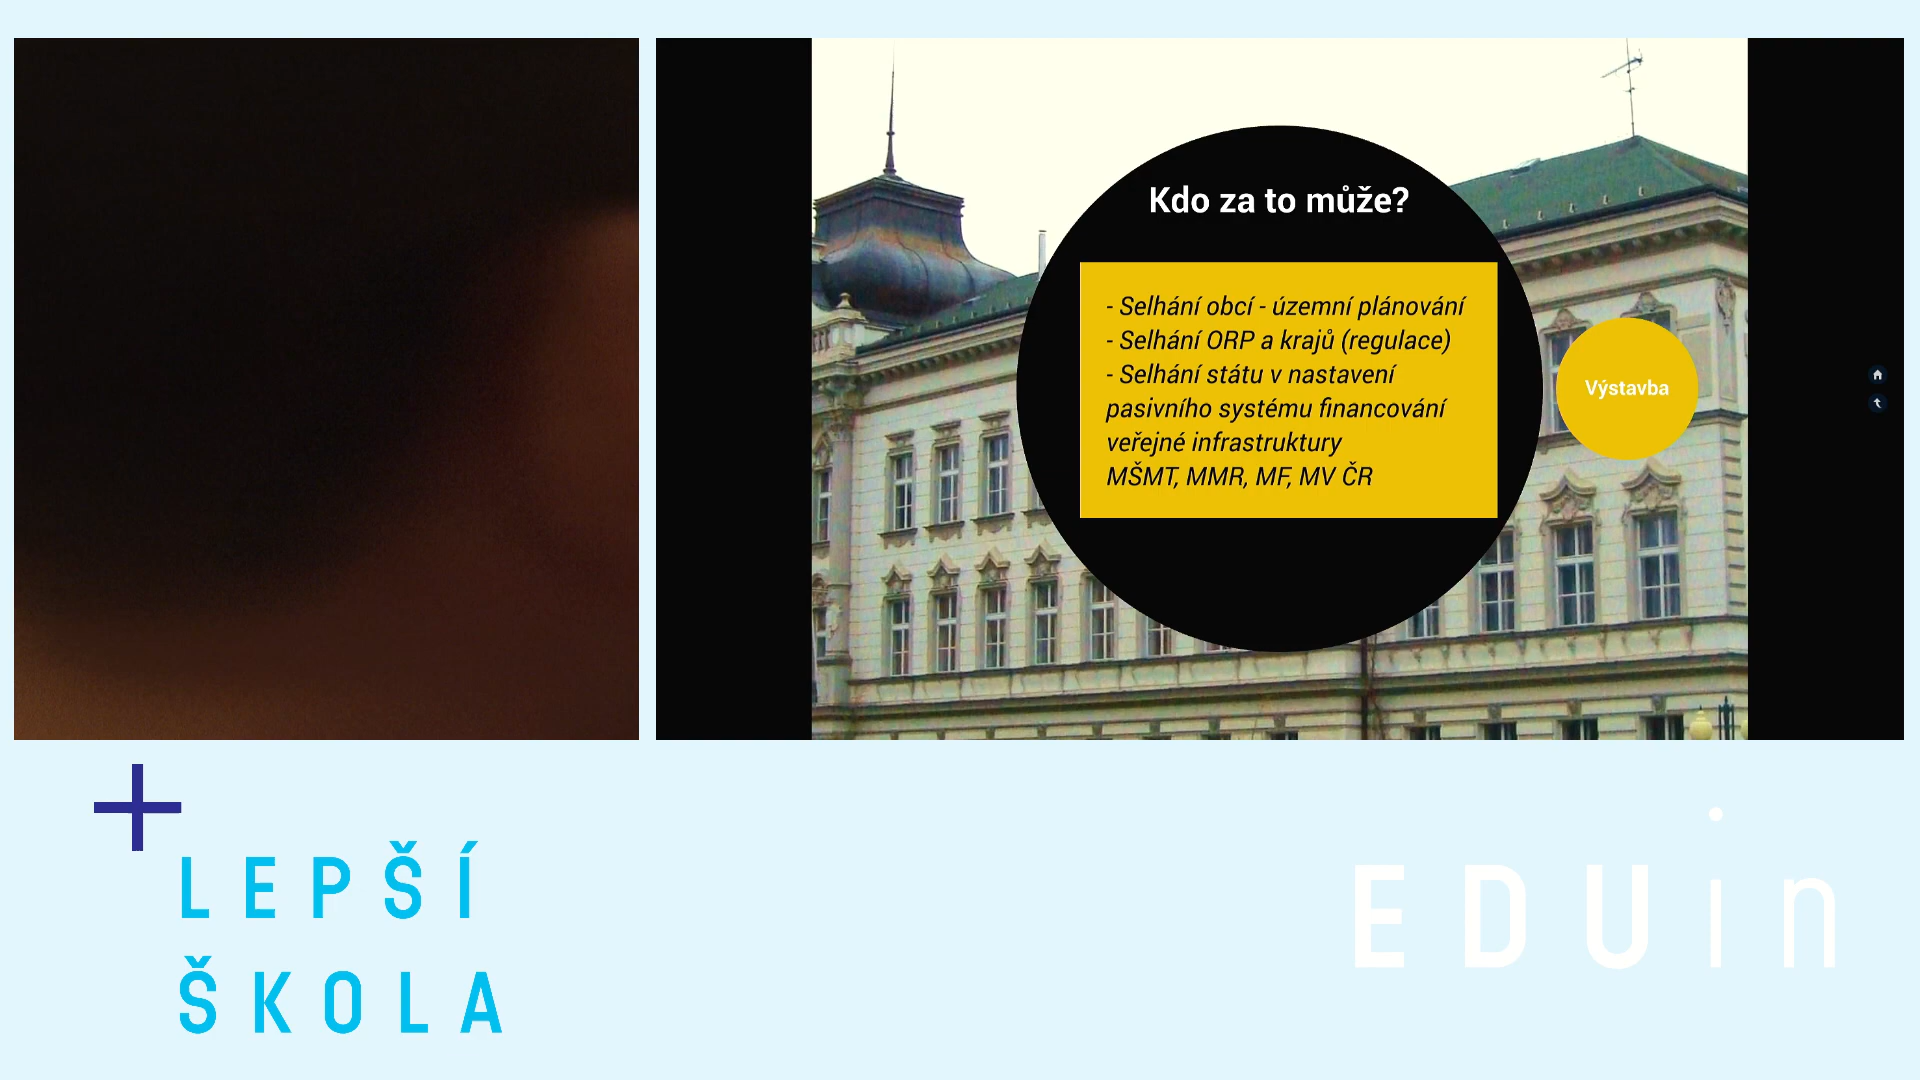 Kdo za to může?
- Selhání obcí - územní plánování
- Selhání ORP a krajů (regulace)
- Selhání státu v nastavení
pasivního systému financování
veřejné infrastruktury
MŠMT, MMR, MF, MV ČR
Výstavba
LEPŠÍ
ŠKOLA
EDUin